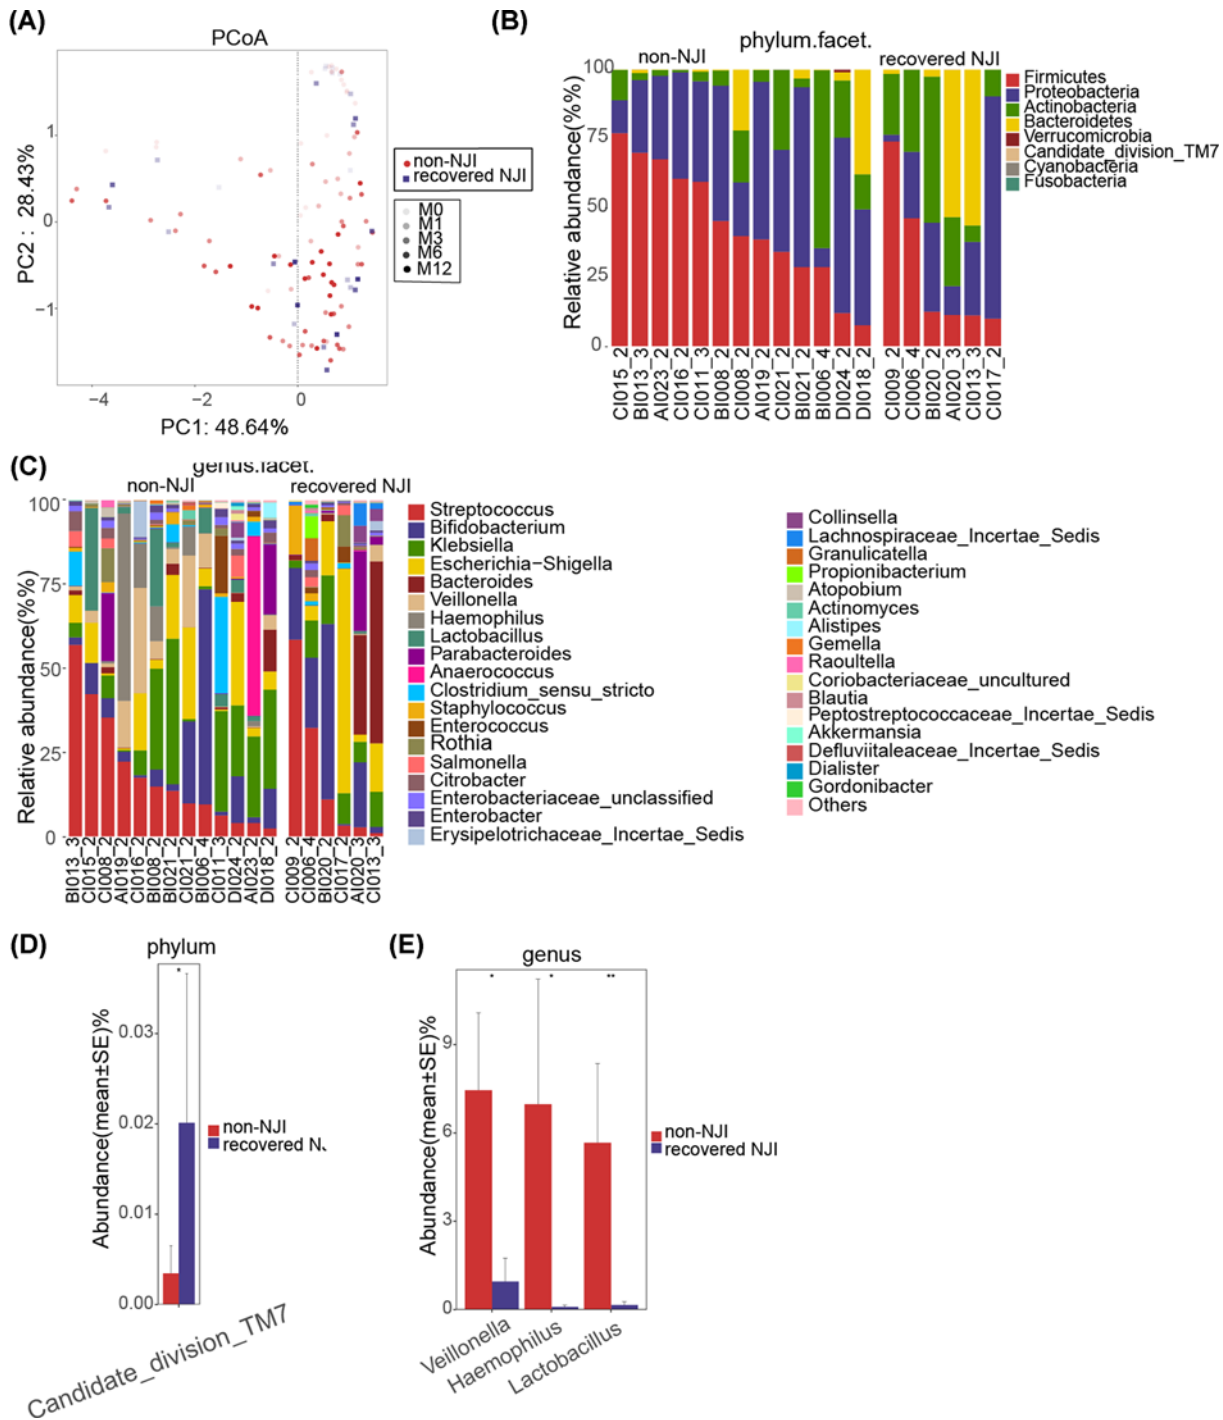 (A)
PCoA
PC2 : 28.43%
1
0
−1
−4
−2
0
PC1: 48.64%
non-NJI
recovered NJI
M0
M1
M3
M6
M12
(B)
phylum.facet.
non-NJI
recovered NJI
Relative abundance(%%)
100
75
50
25
0
CI015_2
BI013_3
AI023_2
CI016_2
CI011_3
BI008_2
CI008_2
AI019_2
CI021_2
BI021_2
BI006_4
DI024_2
DI018_2
CI009_2
CI006_4
BI020_2
AI020_3
CI013_3
CI017_2
Firmicutes
Proteobacteria
Actinobacteria
Bacteroidetes
Verrucomicrobia
Candidate_division_TM7
Cyanobacteria
Fusobacteria
(C)
genus.facet.
non-NJI
recovered NJI
Relative abundance(%%)
100
75
50
25
0
BI013_3
CI015_2
CI008_2
AI019_2
CI016_2
BI008_2
BI021_2
CI021_2
BI006_4
CI011_3
DI024_2
AI023_2
DI018_2
CI009_2
CI006_4
BI020_2
CI017_2
AI020_3
CI013_3
Streptococcus
Bifidobacterium
Klebsiella
Escherichia−Shigella
Bacteroides
Veillonella
Haemophilus
Lactobacillus
Parabacteroides
Anaerococcus
Clostridium_sensu_stricto
Staphylococcus
Enterococcus
Rothia
Salmonella
Citrobacter
Enterobacteriaceae_unclassified
Enterobacter
Erysipelotrichaceae_Incertae_Sedis
Collinsella
Lachnospiraceae_Incertae_Sedis
Granulicatella
Propionibacterium
Atopobium
Actinomyces
Alistipes
Gemella
Raoultella
Coriobacteriaceae_uncultured
Blautia
Peptostreptococcaceae_Incertae_Sedis
Akkermansia
Defluviitaleaceae_Incertae_Sedis
Dialister
Gordonibacter
Others
(D)
phylum
*
Abundance(mean±SE)%
0.03
0.02
0.01
0.00
Candidate_division_TM7
non-NJI
recovered N
(E)
genus
*
*
**
Abundance(mean±SE)%
9
6
3
0
Veillonella
Haemophilus
Lactobacillus
non-NJI
recovered NJI